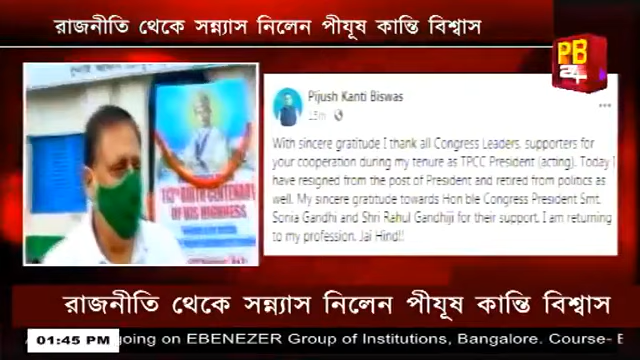 রাজনীতি থেকে সন্ন্যাস নিলেন পীযূষ কান্তি বিশ্বাস
PB
24
Pijush Kanti Biswas
15m
With sincere gratitude I thank all Congress Leaders, supporters for
your cooperation during my tenure as TPCC President (acting). Today I
have resigned from the post of President and retired from politics as
well. My sincere gratitude towards Hon'ble Congress President Smt.
Sonia Gandhi and Shri Rahul Gandhiji for their support. I am returning
to my profession. Jai Hind!!
113TH BIRTH CENTENARY
OF HIS HIGHNESS
রাজনীতি থেকে সন্ন্যাস নিলেন পীযূষ কান্তি বিশ্বাস
01:45 PM
going on EBENEZER Group of Institutions, Bangalore. Course-